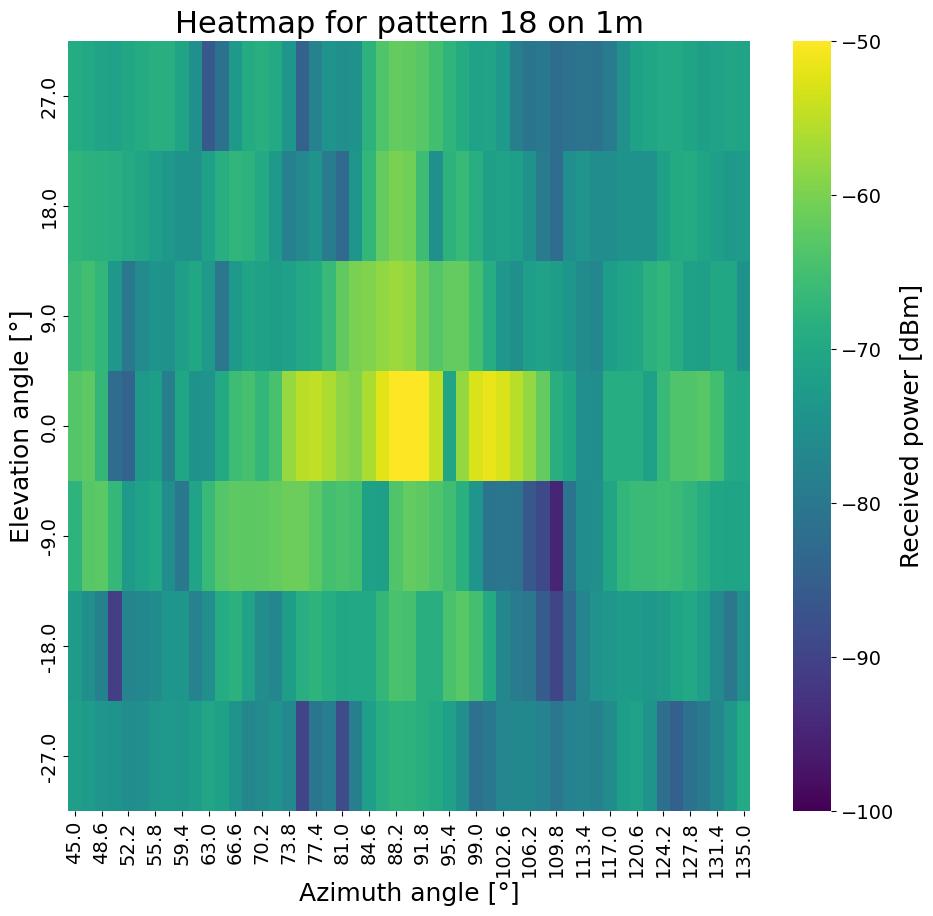 Heatmap for pattern 18 on 1m
Elevation angle [°]
27.0
18.0
9.0
0.0
-9.0
-18.0
-27.0
45.0 48.6 52.2 55.8 59.4 63.0 66.6 70.2 73.8 77.4 81.0 84.6 88.2 91.8 95.4 99.0 102.6 106.2 109.8 113.4 117.0 120.6 124.2 127.8 131.4 135.0
Azimuth angle [°]
−50
−60
−70
−80
−90
−100
Received power [dBm]